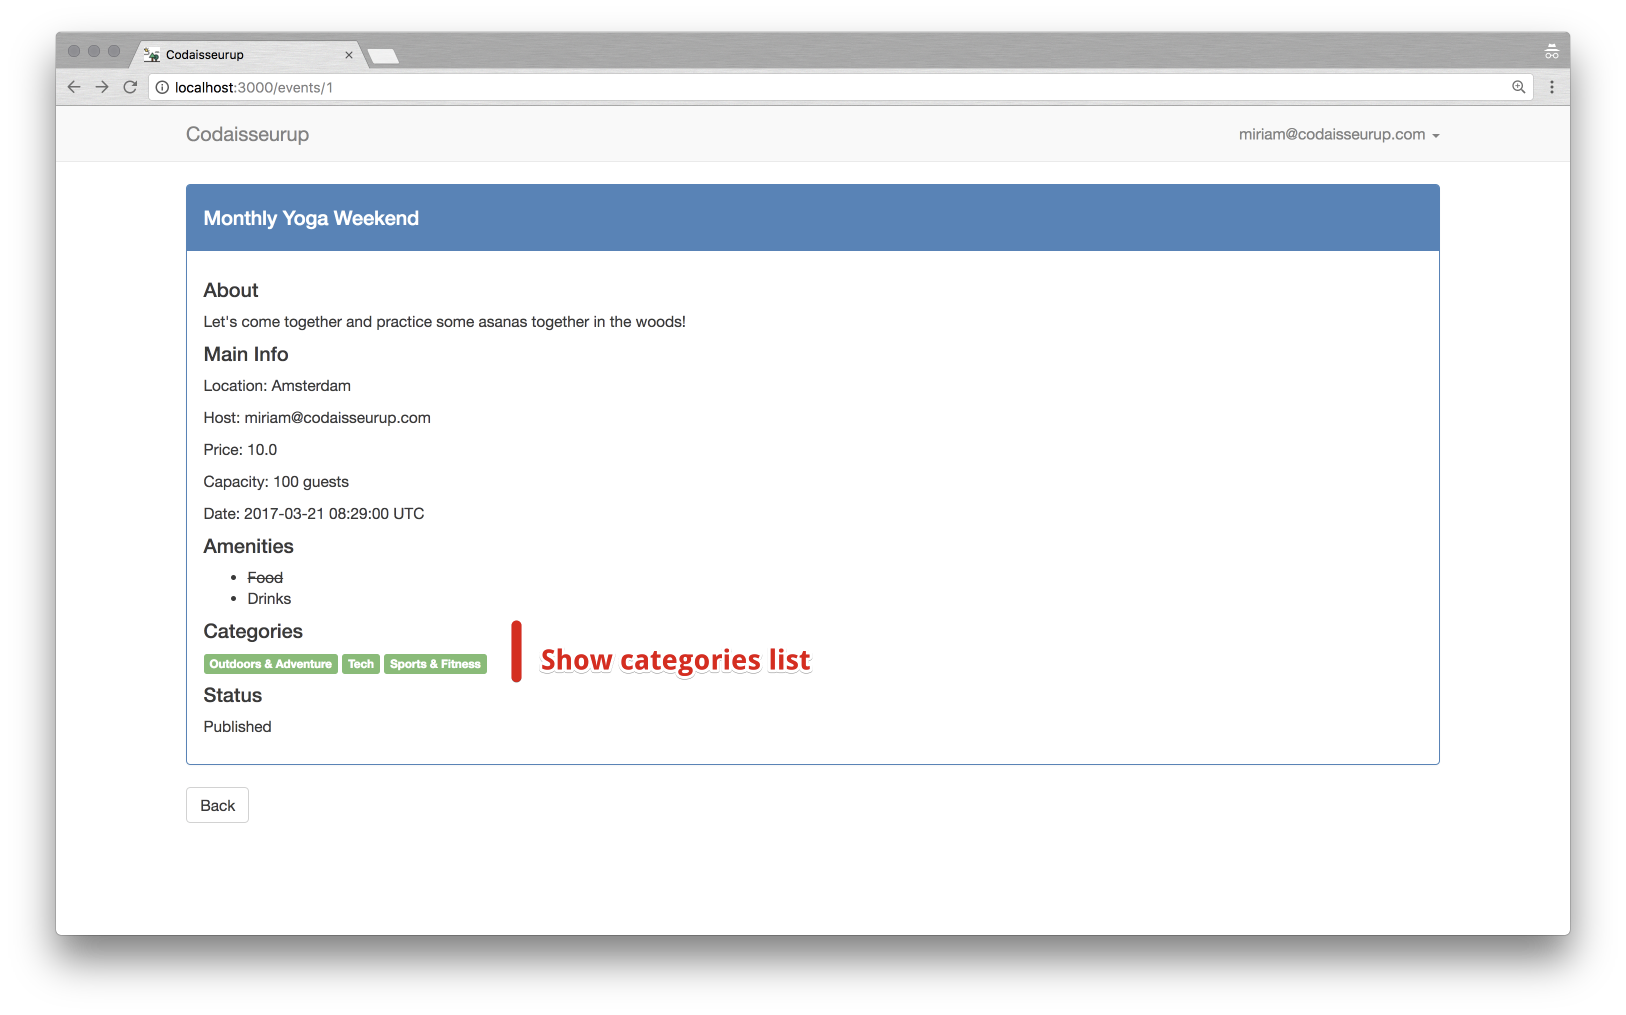 Codaisseurup
localhost:3000/events/1
Codaisseurup
miriam@codaisseurup.com
Monthly Yoga Weekend
About
Let's come together and practice some asanas together in the woods!
Main Info
Location: Amsterdam
Host: miriam@codaisseurup.com
Price: 10.0
Capacity: 100 guests
Date: 2017-03-21 08:29:00 UTC
Amenities
Food
Drinks
Categories
Outdoors & Adventure Tech Sports & Fitness
Show categories list
Status
Published
Back